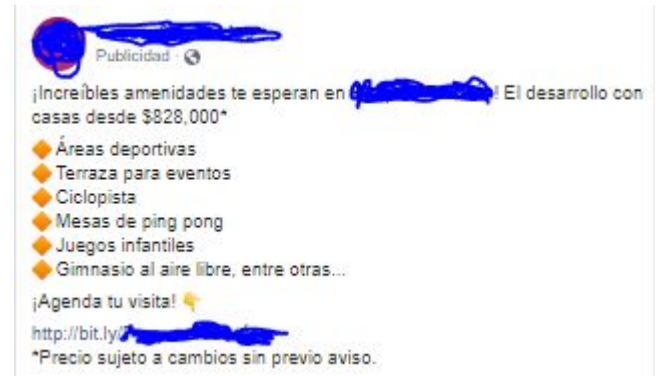 Publicidad ·
¡Increíbles amenidades te esperan en ! El desarrollo con
casas desde $828,000*
🔶Áreas deportivas
🔶Terraza para eventos
🔶Ciclopista
🔶Mesas de ping pong
🔶Juegos infantiles
🔶Gimnasio al aire libre, entre otras...
¡Agenda tu visita! 👇
http://bit.ly/
*Precio sujeto a cambios sin previo aviso.